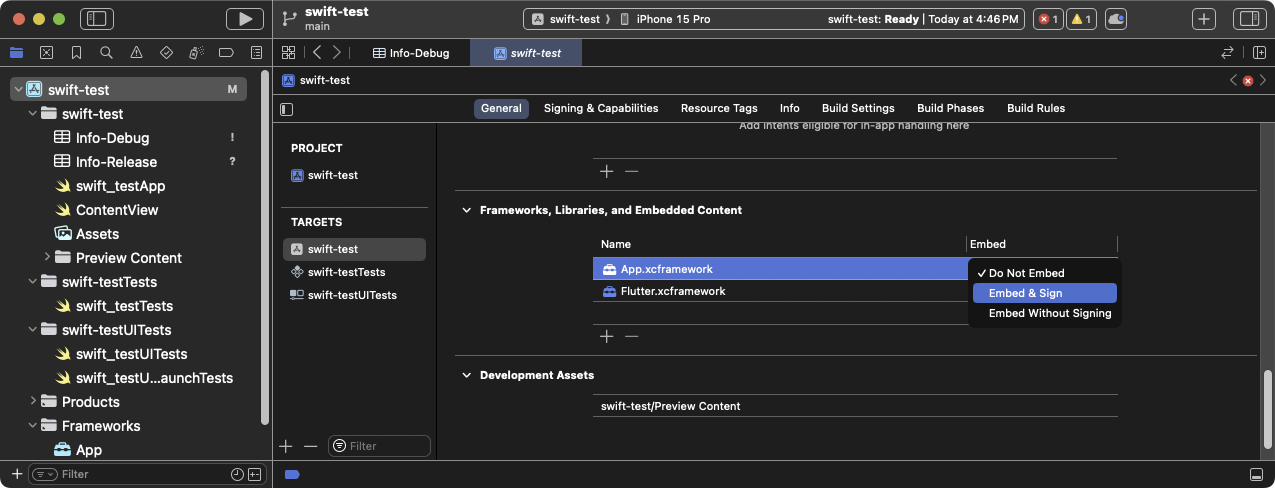 swift-test
main
swift-test 〉 iPhone 15 Pro
swift-test: Ready | Today at 4:46 PM
1
1
Info-Debug
swift-test
swift-test
swift-test M
swift-test
Info-Debug !
Info-Release ?
swift_testApp
ContentView
Assets
Preview Content
swift-testTests
swift_testTests
swift-testUITests
swift_testUITests
swift_testU...aunchTests
Products
Frameworks
App
Filter
General
Signing & Capabilities
Resource Tags
Info
Build Settings
Build Phases
Build Rules
PROJECT
swift-test
TARGETS
swift-test
swift-testTests
swift-testUITests
Filter
Add intents eligible for in-app handling here
Frameworks, Libraries, and Embedded Content
Name Embed
App.xcframework
Flutter.xcframework
✓ Do Not Embed
Embed & Sign
Embed Without Signing
Development Assets
swift-test/Preview Content